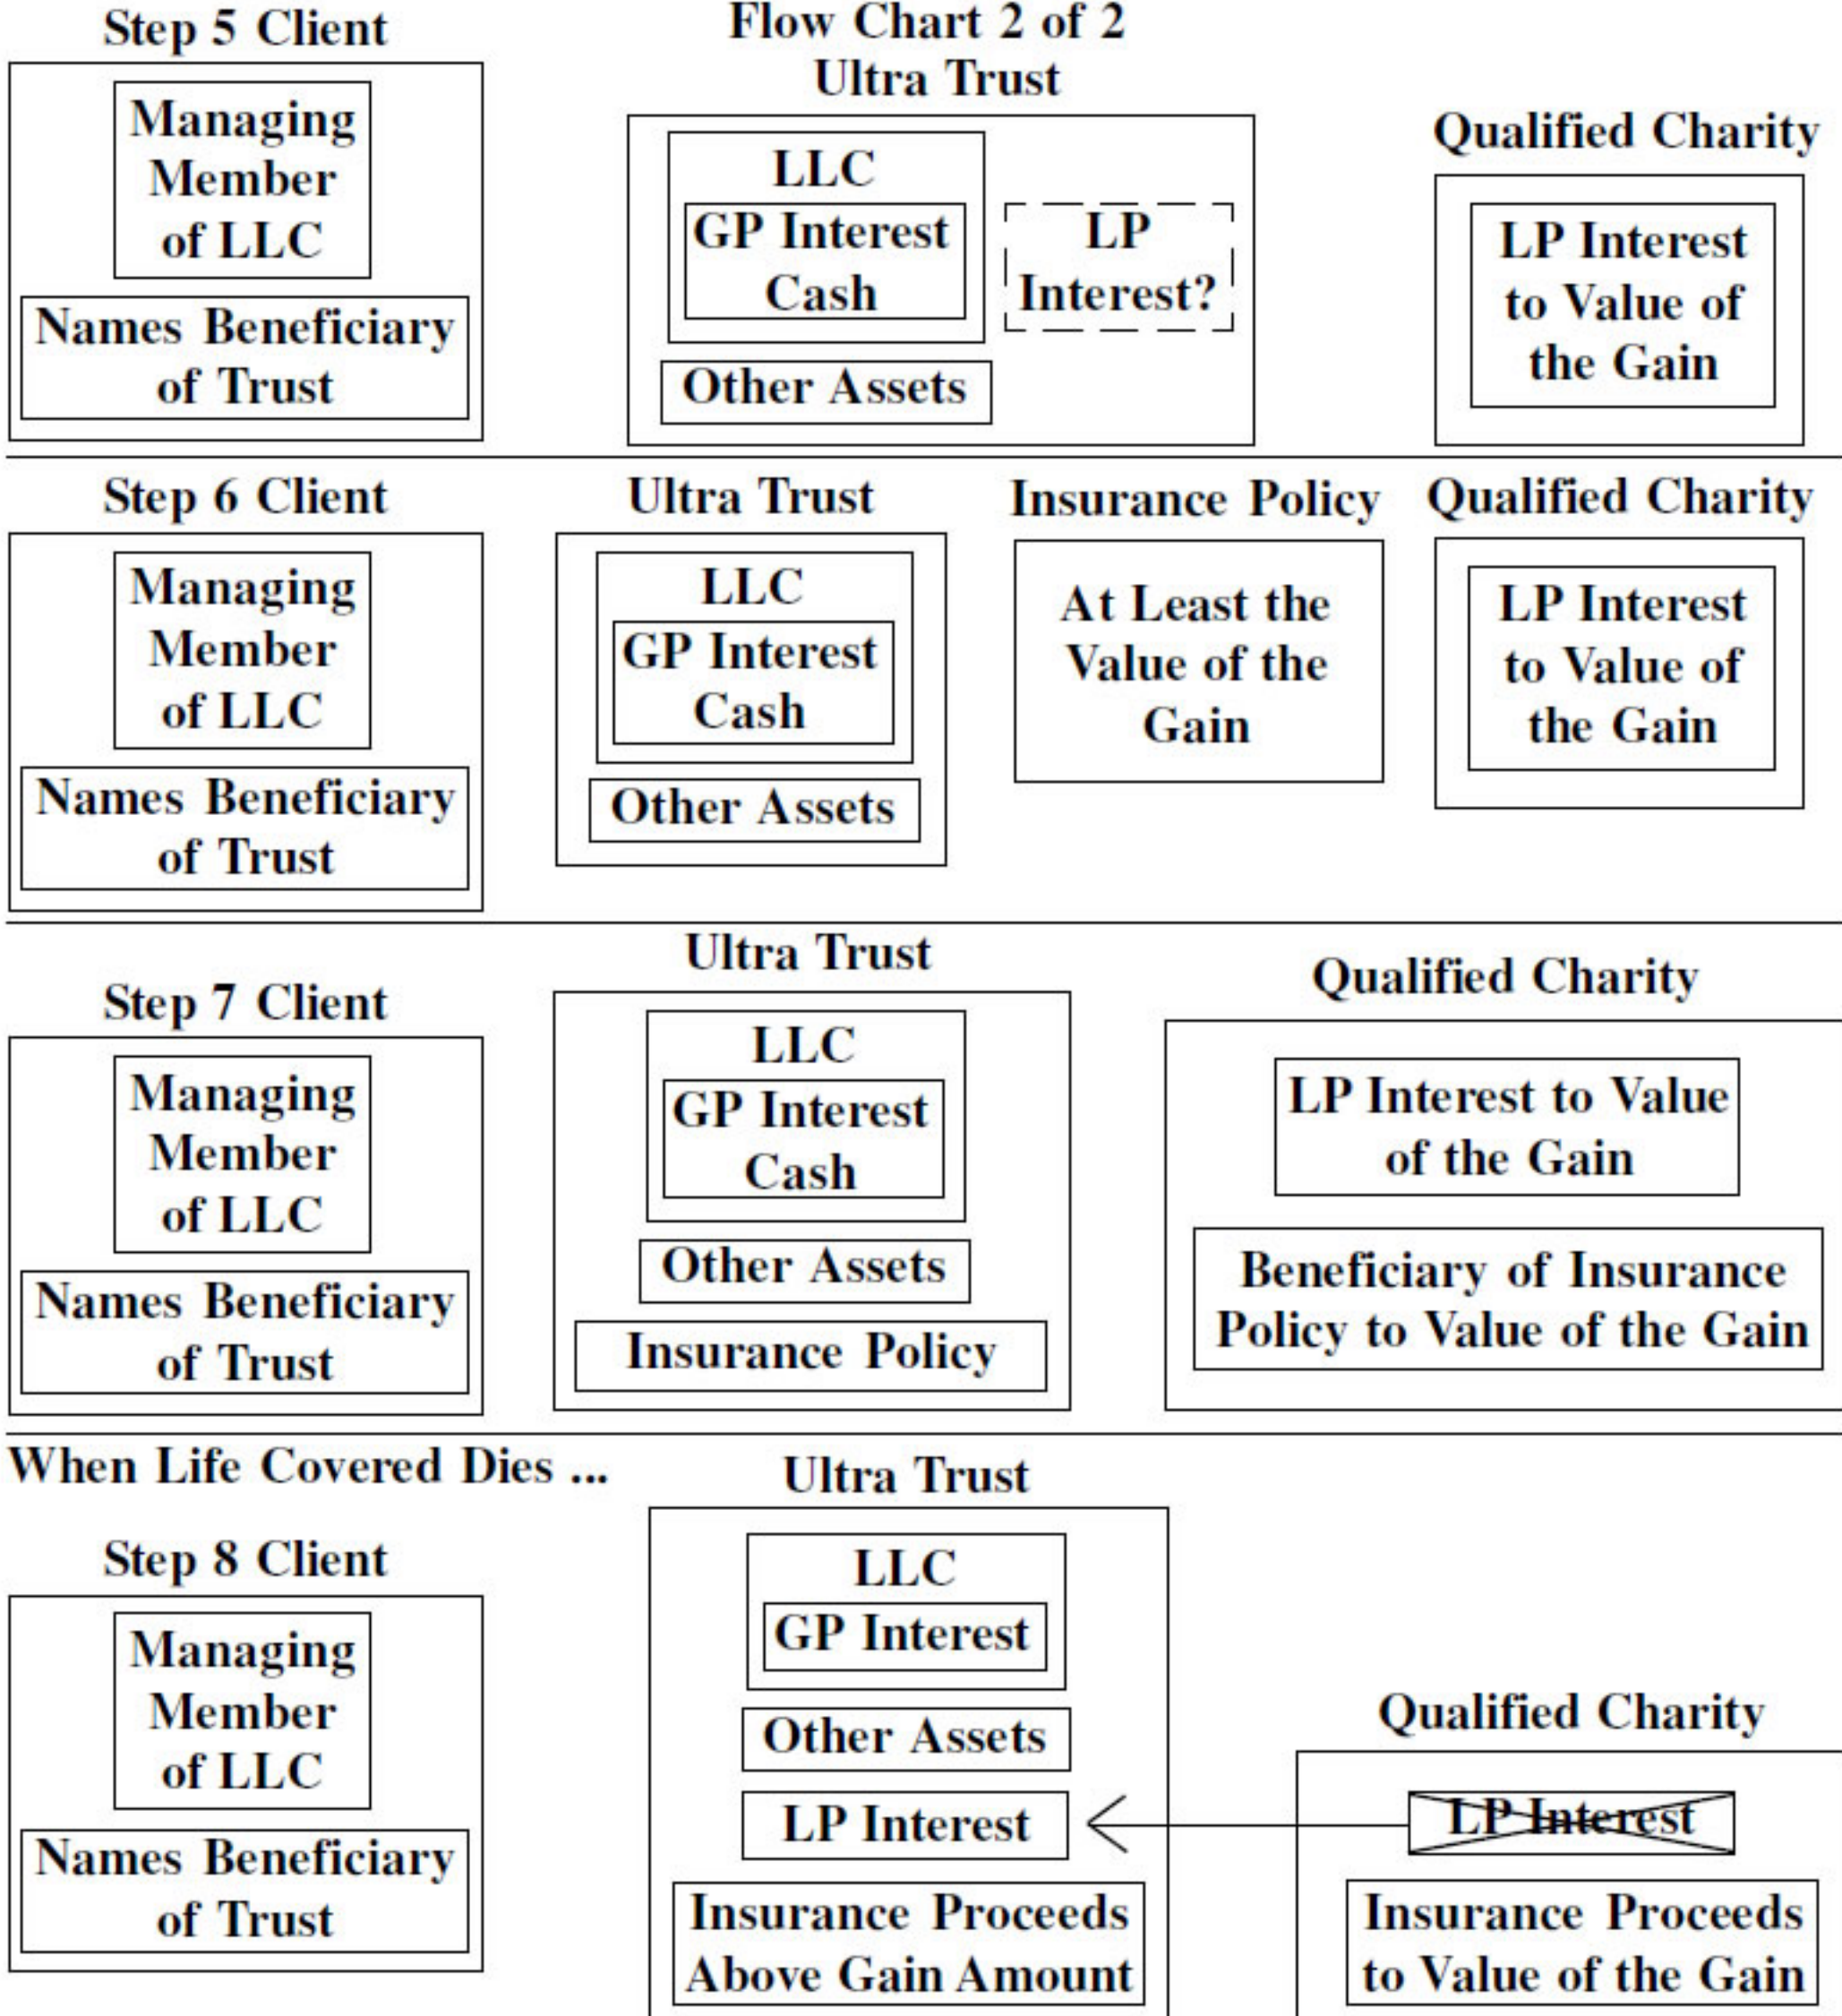 Flow Chart 2 of 2
Step 5 Client
Managing
Member
of LLC
Names Beneficiary
of Trust
Ultra Trust
LLC
GP Interest
Cash
LP
Interest?
Other Assets
Qualified Charity
LP Interest
to Value of
the Gain
Step 6 Client
Managing
Member
of LLC
Names Beneficiary
of Trust
Ultra Trust
LLC
GP Interest
Cash
Other Assets
Insurance Policy
At Least the
Value of the
Gain
Qualified Charity
LP Interest
to Value of
the Gain
Step 7 Client
Managing
Member
of LLC
Names Beneficiary
of Trust
Ultra Trust
LLC
GP Interest
Cash
Other Assets
Insurance Policy
Qualified Charity
LP Interest to Value
of the Gain
Beneficiary of Insurance
Policy to Value of the Gain
When Life Covered Dies ...
Step 8 Client
Managing
Member
of LLC
Names Beneficiary
of Trust
Ultra Trust
LLC
GP Interest
Other Assets
LP Interest
Insurance Proceeds
Above Gain Amount
Qualified Charity
LP Interest
Insurance Proceeds
to Value of the Gain